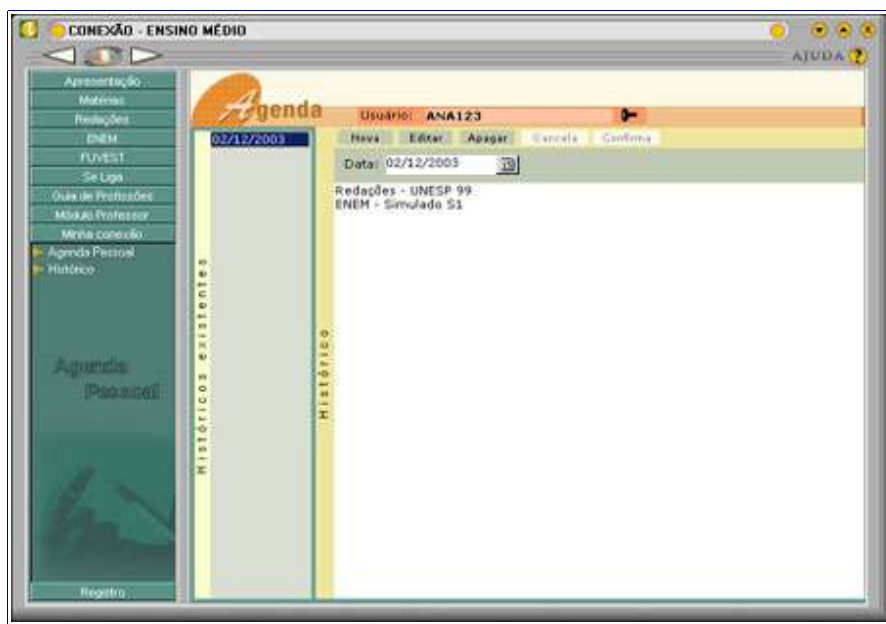 CONEXÃO - ENSINO MÉDIO
AJUDA ?
Apresentação
Matérias
Redações
ENEM
FUVEST
Se Liga
Guia de Profissões
Módulo Professor
Minha conexão
Agenda Pessoal
Histórico
Agenda
Pessoal
Registro
Agenda
Usuário: ANA123
02/12/2003
Nova Editar Apagar Cancela Confirma
Data: 02/12/2003
Redações - UNESP 99
ENEM - Simulado S1
Históricos existentes
Histórico